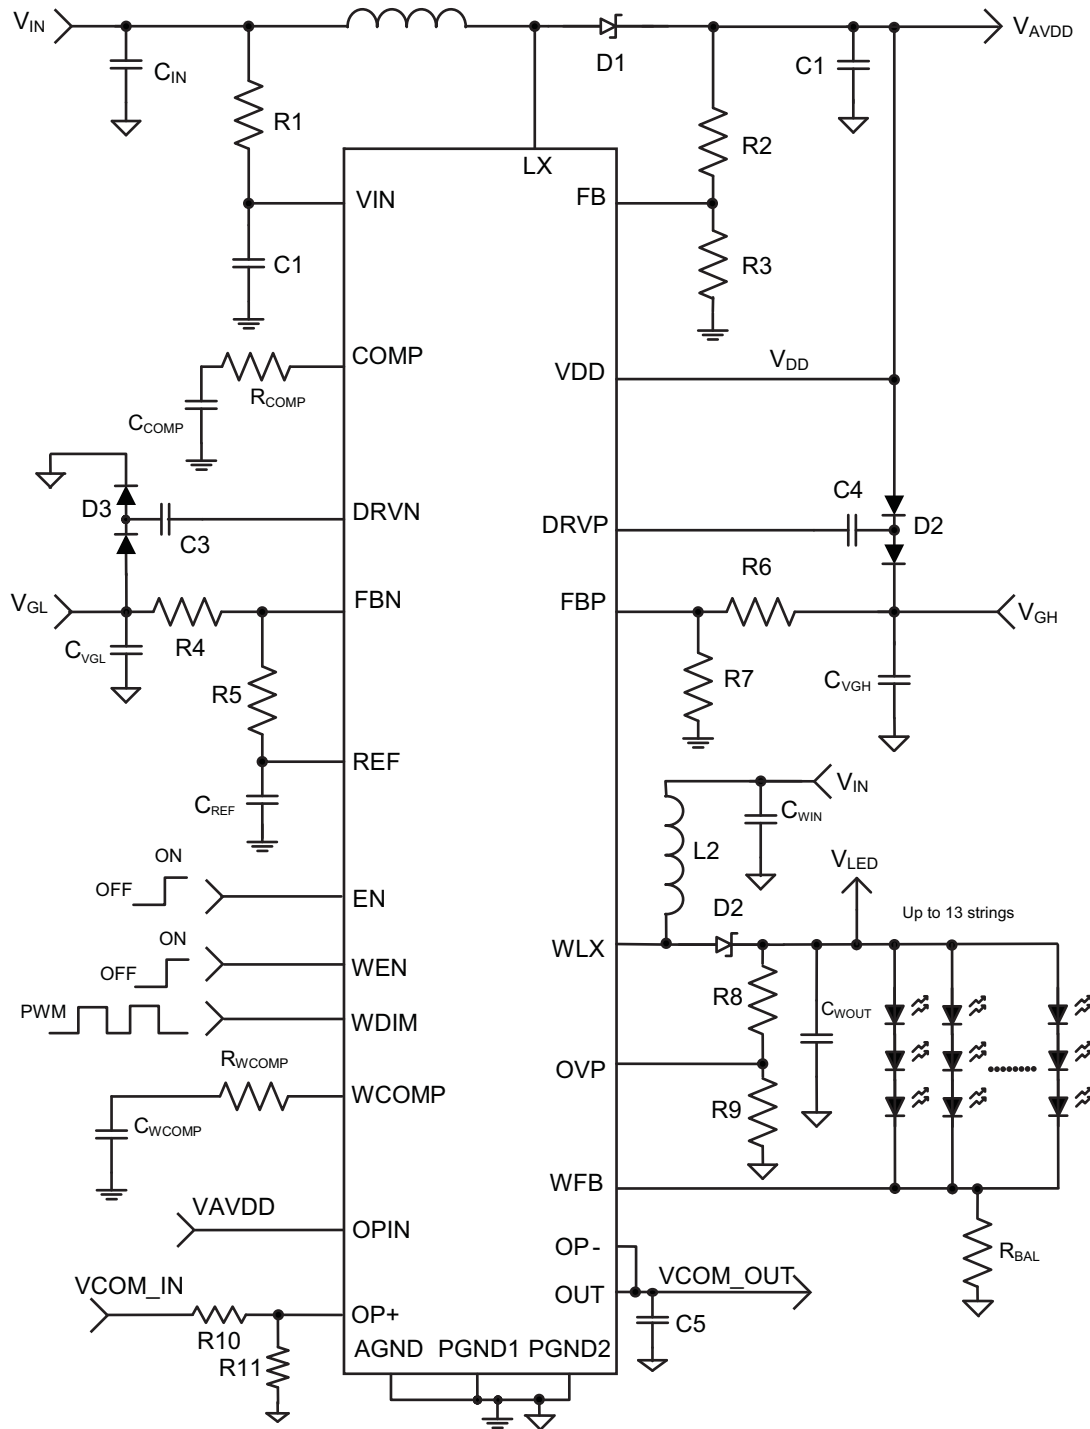 VIN
CIN
R1
C1
D1
C1
VAVDD
R2
R3
LX
VIN
FB
COMP
RCOMP
CCOMP
VDD
VDD
D3
C3
DRVN
DRVP
C4
D2
VGL
CVGL
R4
FBN
R5
FBP
R6
R7
VGH
CVGH
REF
CREF
VIN
CWIN
L2
VLED
Up to 13 strings
OFF
ON
EN
OFF
ON
WEN
PWM
WDIM
WLX
D2
R8
CWOUT
OVP
R9
RWCOMP
CWCOMP
WCOMP
WFB
RBAL
VAVDD
OPIN
OP-
OUT
VCOM_OUT
C5
VCOM_IN
R10
R11
OP+
AGND
PGND1
PGND2